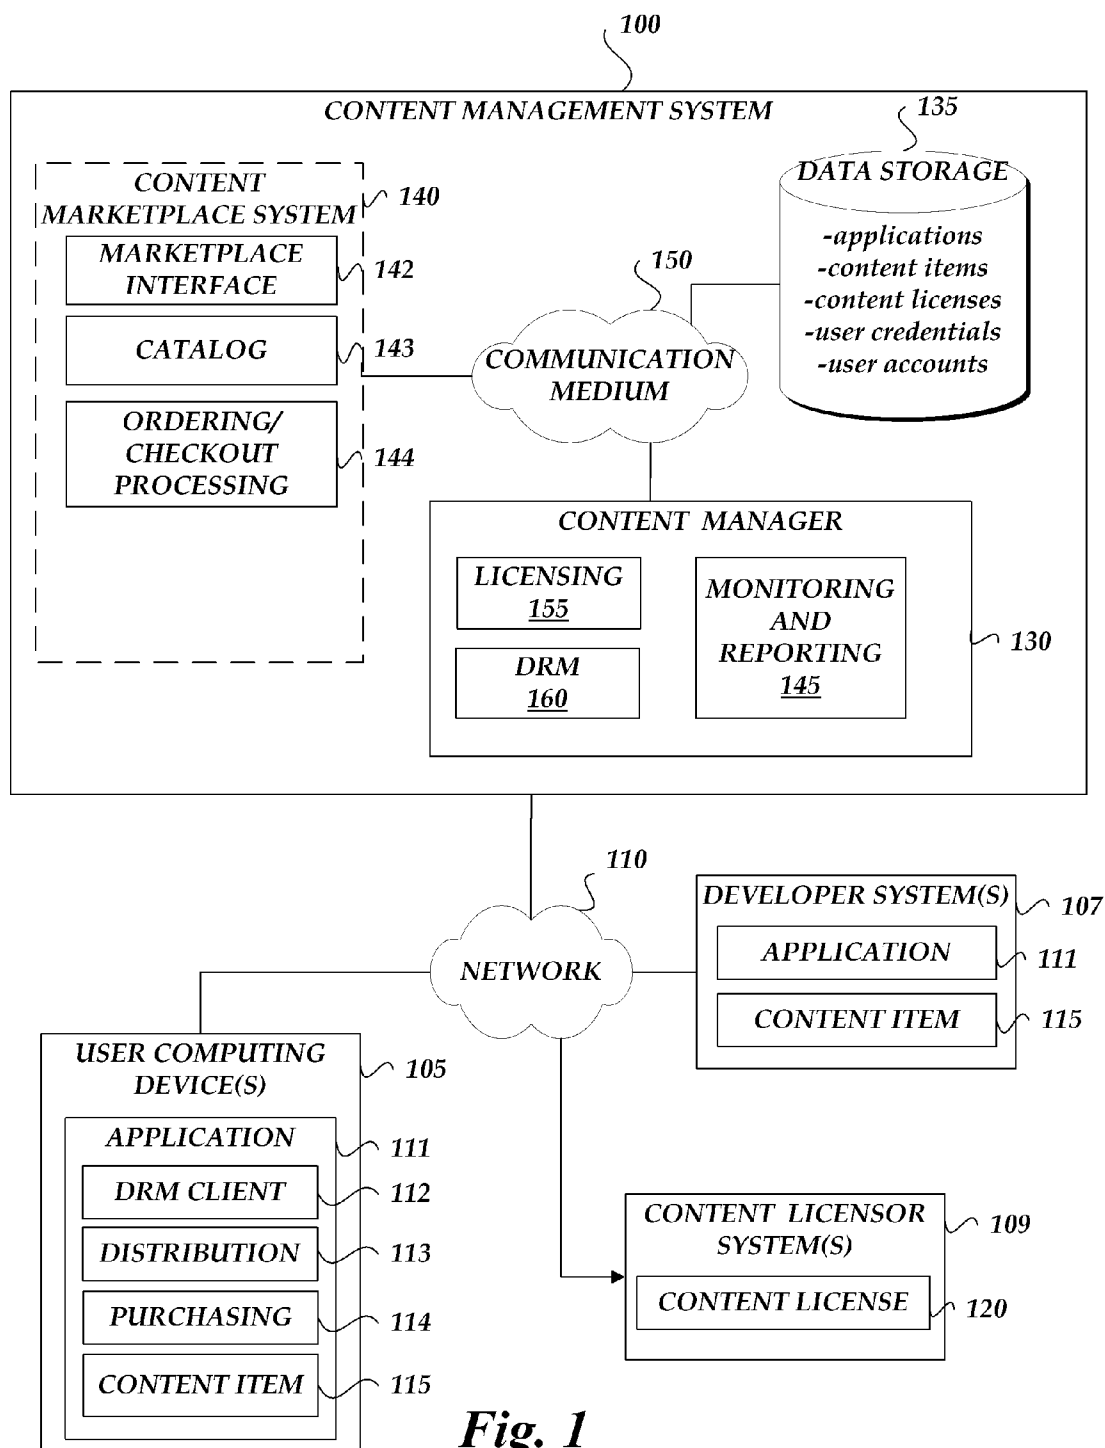 100
CONTENT MANAGEMENT SYSTEM
135
DATA STORAGE
-applications
-content items
-content licenses
-user credentials
-user accounts
CONTENT
MARKETPLACE SYSTEM
140
MARKETPLACE
INTERFACE
142
CATALOG
143
ORDERING/
CHECKOUT
PROCESSING
144
150
COMMUNICATION
MEDIUM
CONTENT MANAGER
LICENSING
155
DRM
160
MONITORING
AND
REPORTING
145
130
110
NETWORK
DEVELOPER SYSTEM(S)
107
APPLICATION
111
CONTENT ITEM
115
USER COMPUTING
DEVICE(S)
105
APPLICATION
111
DRM CLIENT
112
DISTRIBUTION
113
PURCHASING
114
CONTENT ITEM
115
CONTENT LICENSOR
SYSTEM(S)
109
CONTENT LICENSE
120
Fig. 1